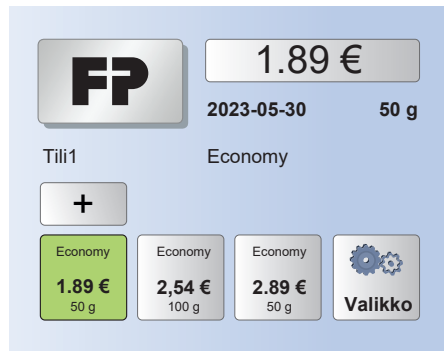 FP
1.89 €
2023-05-30 50 g
Tili1 Economy
+
Economy Economy Economy
1.89 € 2,54 € 2.89 € Valikko
50 g 100 g 50 g